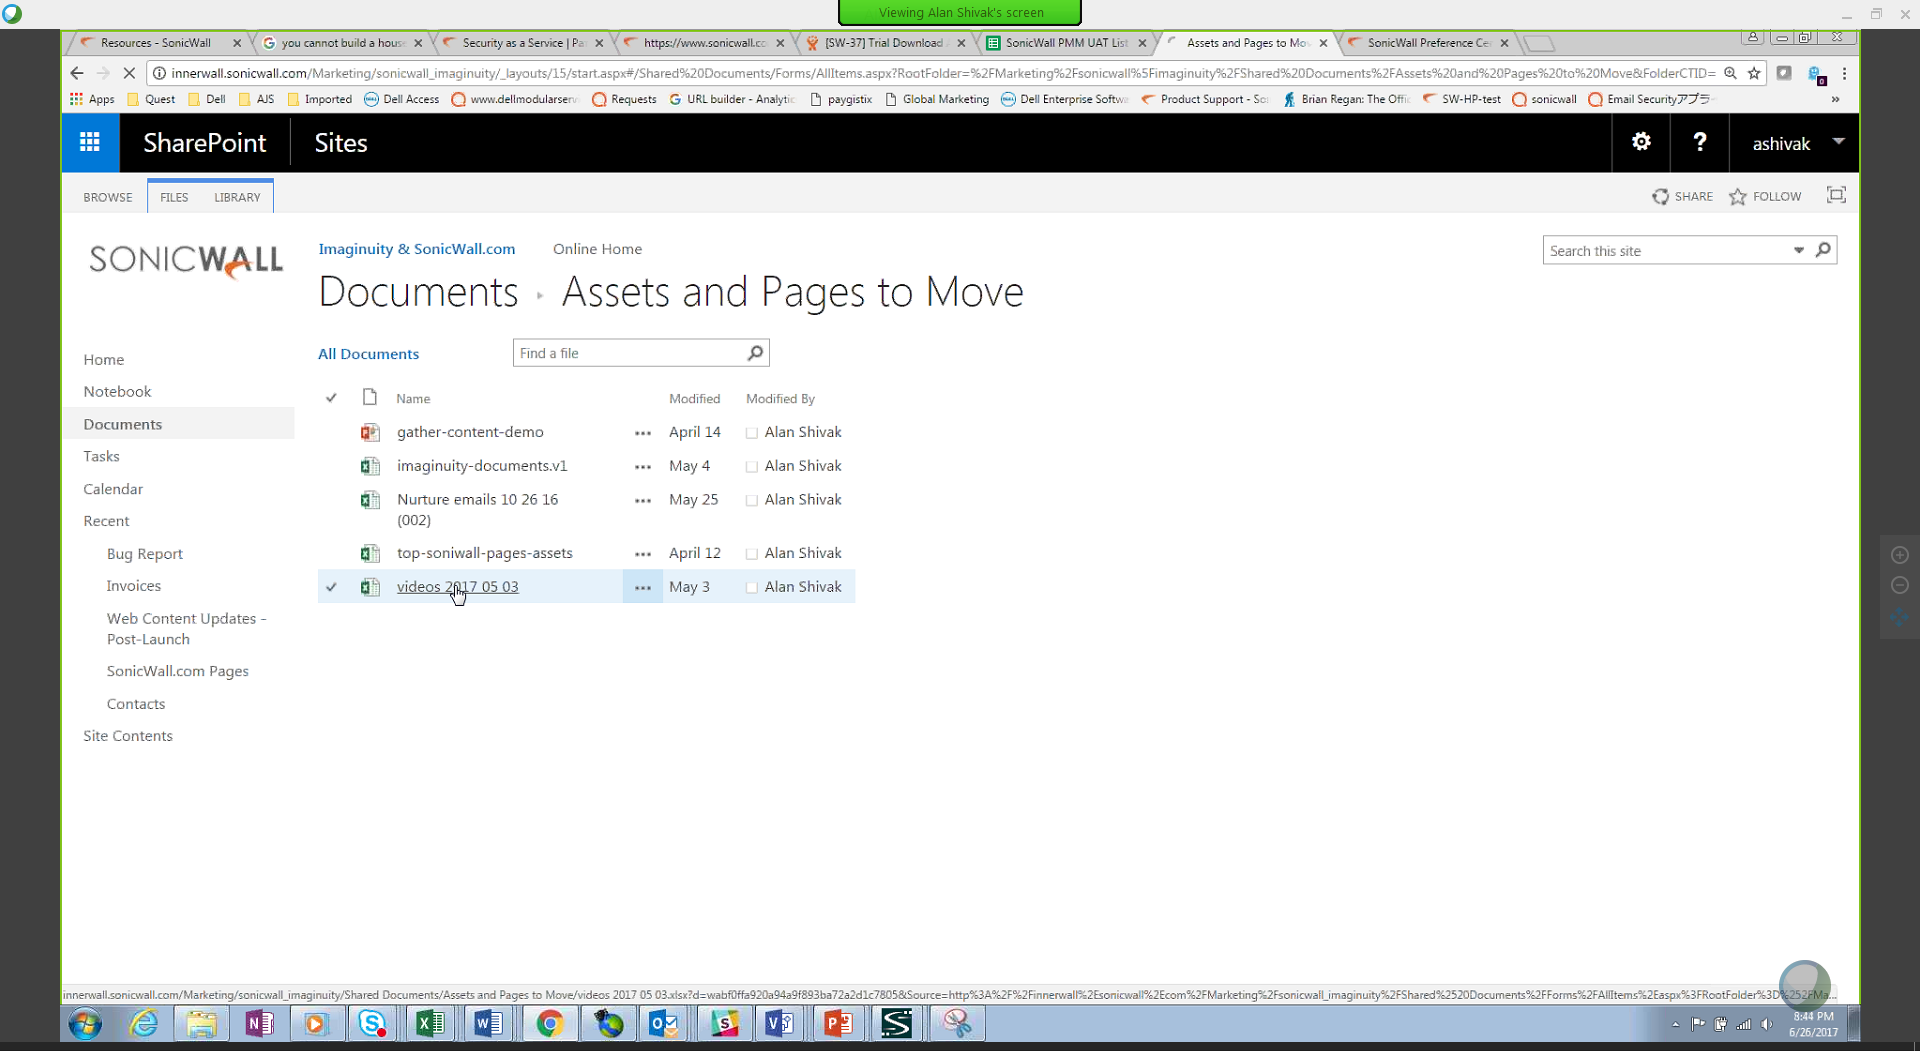 Viewing Alan Shivak's screen
Resources - SonicWall
you cannot build a hous
Security as a Service | Pa
https://www.sonicwall.co
[SW-37] Trial Download
SonicWall PMM UAT List
Assets and Pages to Mo
SonicWall Preference Ce
innerwall.sonicwall.com/Marketing/sonicwall_imaginuity/_layouts/15/start.aspx#/Shared%20Documents/Forms/AllItems.aspx?RootFolder=%2FMarketing%2Fsonicwall%5Fimaginuity%2FShared%20Documents%2FAssets%20and%20Pages%20to%20Move&FolderCTID=
Apps
Quest
Dell
AJS
Imported
Dell Access
www.dellmodularserv
Requests
URL builder - Analytic
paygistix
Global Marketing
Dell Enterprise Softwa
Product Support - So
Brian Regan: The Offi
SW-HP-test
sonicwall
Email Securityアプラ
»
SharePoint
Sites
?
ashivak
BROWSE
FILES
LIBRARY
SHARE
FOLLOW
SONICWALL
Imaginuity & SonicWall.com
Online Home
Search this site
Documents
Assets and Pages to Move
All Documents
Find a file
Home
Notebook
Documents
Tasks
Calendar
Recent
Bug Report
Invoices
Web Content Updates -
Post-Launch
SonicWall.com Pages
Contacts
Site Contents
Name Modified Modified By
gather-content-demo ... April 14 Alan Shivak
imaginuity-documents.v1 ... May 4 Alan Shivak
Nurture emails 10 26 16 ... May 25 Alan Shivak
(002)
top-soniwall-pages-assets ... April 12 Alan Shivak
videos 2017 05 03 ... May 3 Alan Shivak
innerwall.sonicwall.com/Marketing/sonicwall_imaginuity/Shared Documents/Assets and Pages to Move/videos 2017 05 03.xlsx?d=wabf0ffa920a94a9f893ba72a2d1c7805&Source=http%3A%2F%2Finnerwall%2Esonicwall%2Ecom%2FMarketing%2Fsonicwall_imaginuity%2FShared%2520Documents%2FForms%2FAllItems%2Easpx%3FRootFolder%3D%252FMa...
8:44 PM
6/26/2017